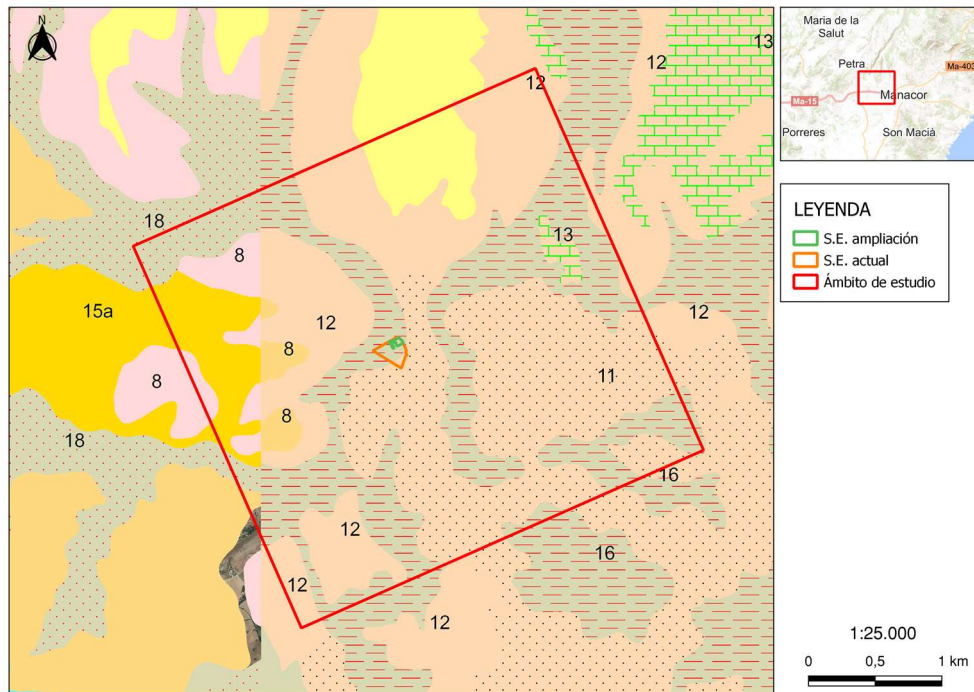 N
12
13
12
18
8
15a
12
13
12
8
8
11
8
18
16
12
16
12
12
Maria de la
Salut
Petra
Ma-403
Ma-15
Manacor
Porreres
Son Macià
LEYENDA
S.E. ampliación
S.E. actual
Ámbito de estudio
1:25.000
0 0,5 1 km